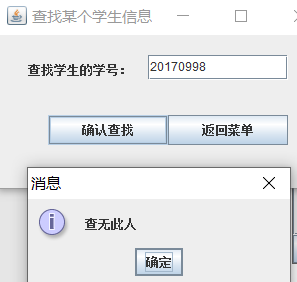 查找某个学生信息
查找学生的学号： 20170998
确认查找 返回菜单
消息
查无此人
确定